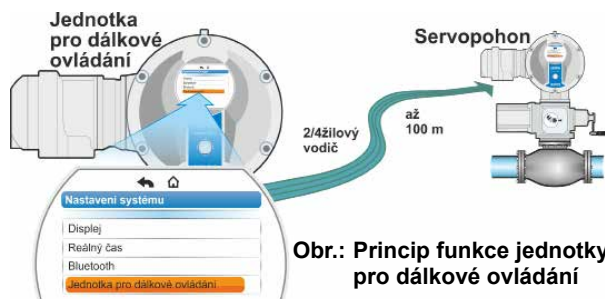 Jednotka
pro dálkové
ovládání
Servopohon
2/4žilový
vodič
až
100 m
Nastavení systému
Displej
Reálný čas
Bluetooth
Jednotka pro dálkové ovládání
Obr.: Princip funkce jednotky
pro dálkové ovládání